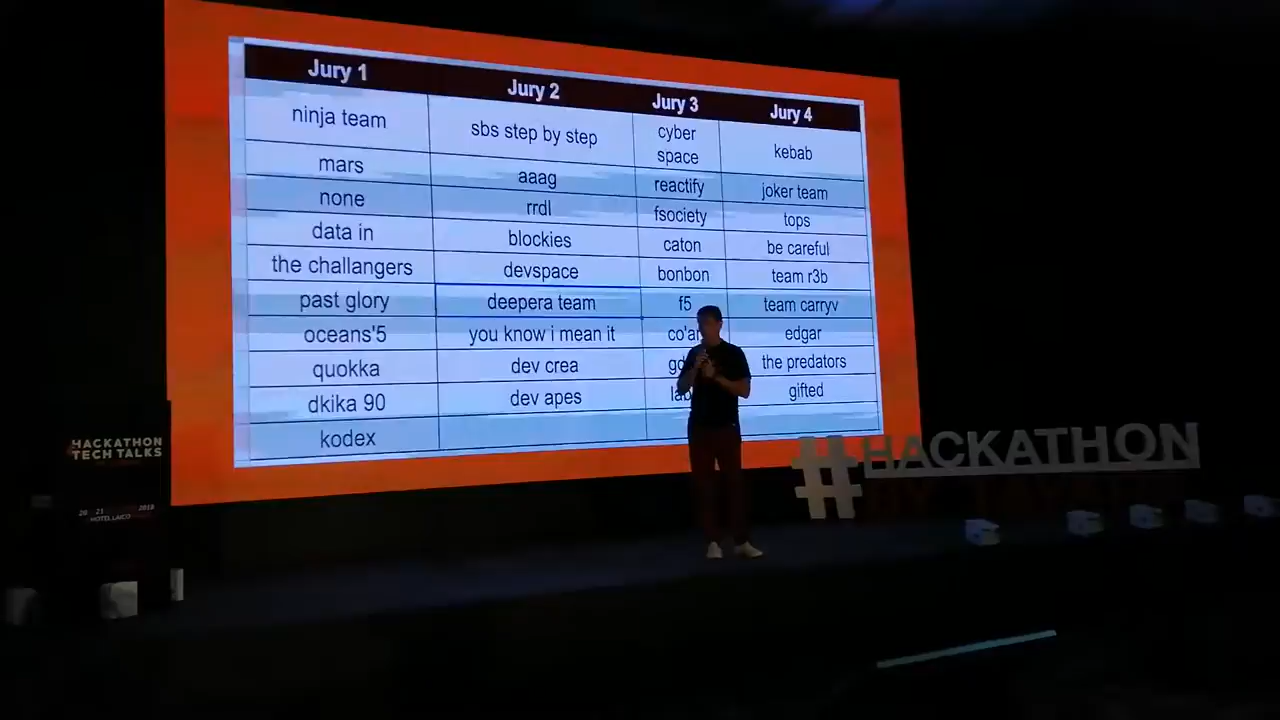 Jury 1 Jury 2 Jury 3 Jury 4
ninja team sbs step by step cyber space kebab
mars aaag reactify joker team
none rrdl fsociety tops
data in blockies caton be careful
the challangers devspace bonbon team r3b
past glory deepera team f5 team carryv
oceans'5 you know i mean it edgar
quokka dev crea the predators
dkika 90 dev apes gifted
kodex
HACKATHON
TECH TALKS
2018
HOTEL LAICO
#HACKATHON